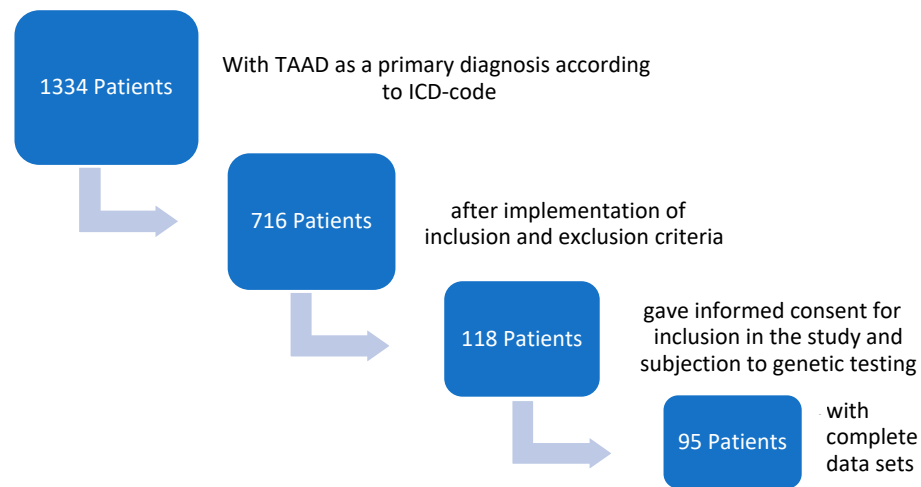 1334 Patients
With TAAD as a primary diagnosis according
to ICD-code
716 Patients
after implementation of
inclusion and exclusion criteria
118 Patients
gave informed consent for
inclusion in the study and
subjection to genetic testing
95 Patients
with
complete
data sets